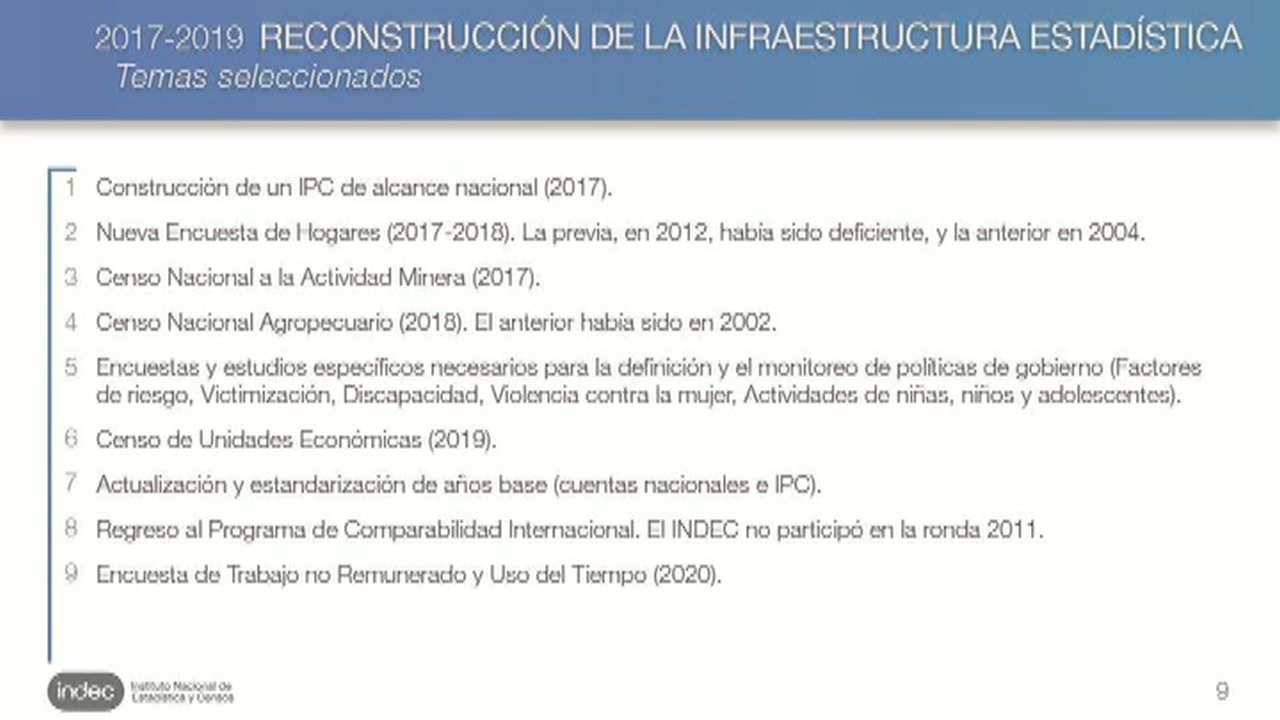 2017-2019 RECONSTRUCCIÓN DE LA INFRAESTRUCTURA ESTADÍSTICA
Temas seleccionados
1 Construcción de un IPC de alcance nacional (2017).
2 Nueva Encuesta de Hogares (2017-2018). La previa, en 2012, había sido deficiente, y la anterior en 2004.
3 Censo Nacional a la Actividad Minera (2017).
4 Censo Nacional Agropecuario (2018). El anterior había sido en 2002.
5 Encuestas y estudios específicos necesarios para la definición y el monitoreo de políticas de gobierno (Factores
de riesgo, Victimización, Discapacidad, Violencia contra la mujer, Actividades de niñas, niños y adolescentes).
6 Censo de Unidades Económicas (2019).
7 Actualización y estandarización de años base (cuentas nacionales e IPC).
8 Regreso al Programa de Comparabilidad Internacional. El INDEC no participó en la ronda 2011.
9 Encuesta de Trabajo no Remunerado y Uso del Tiempo (2020).
indec Instituto Nacional de
Estadística y Censos
9